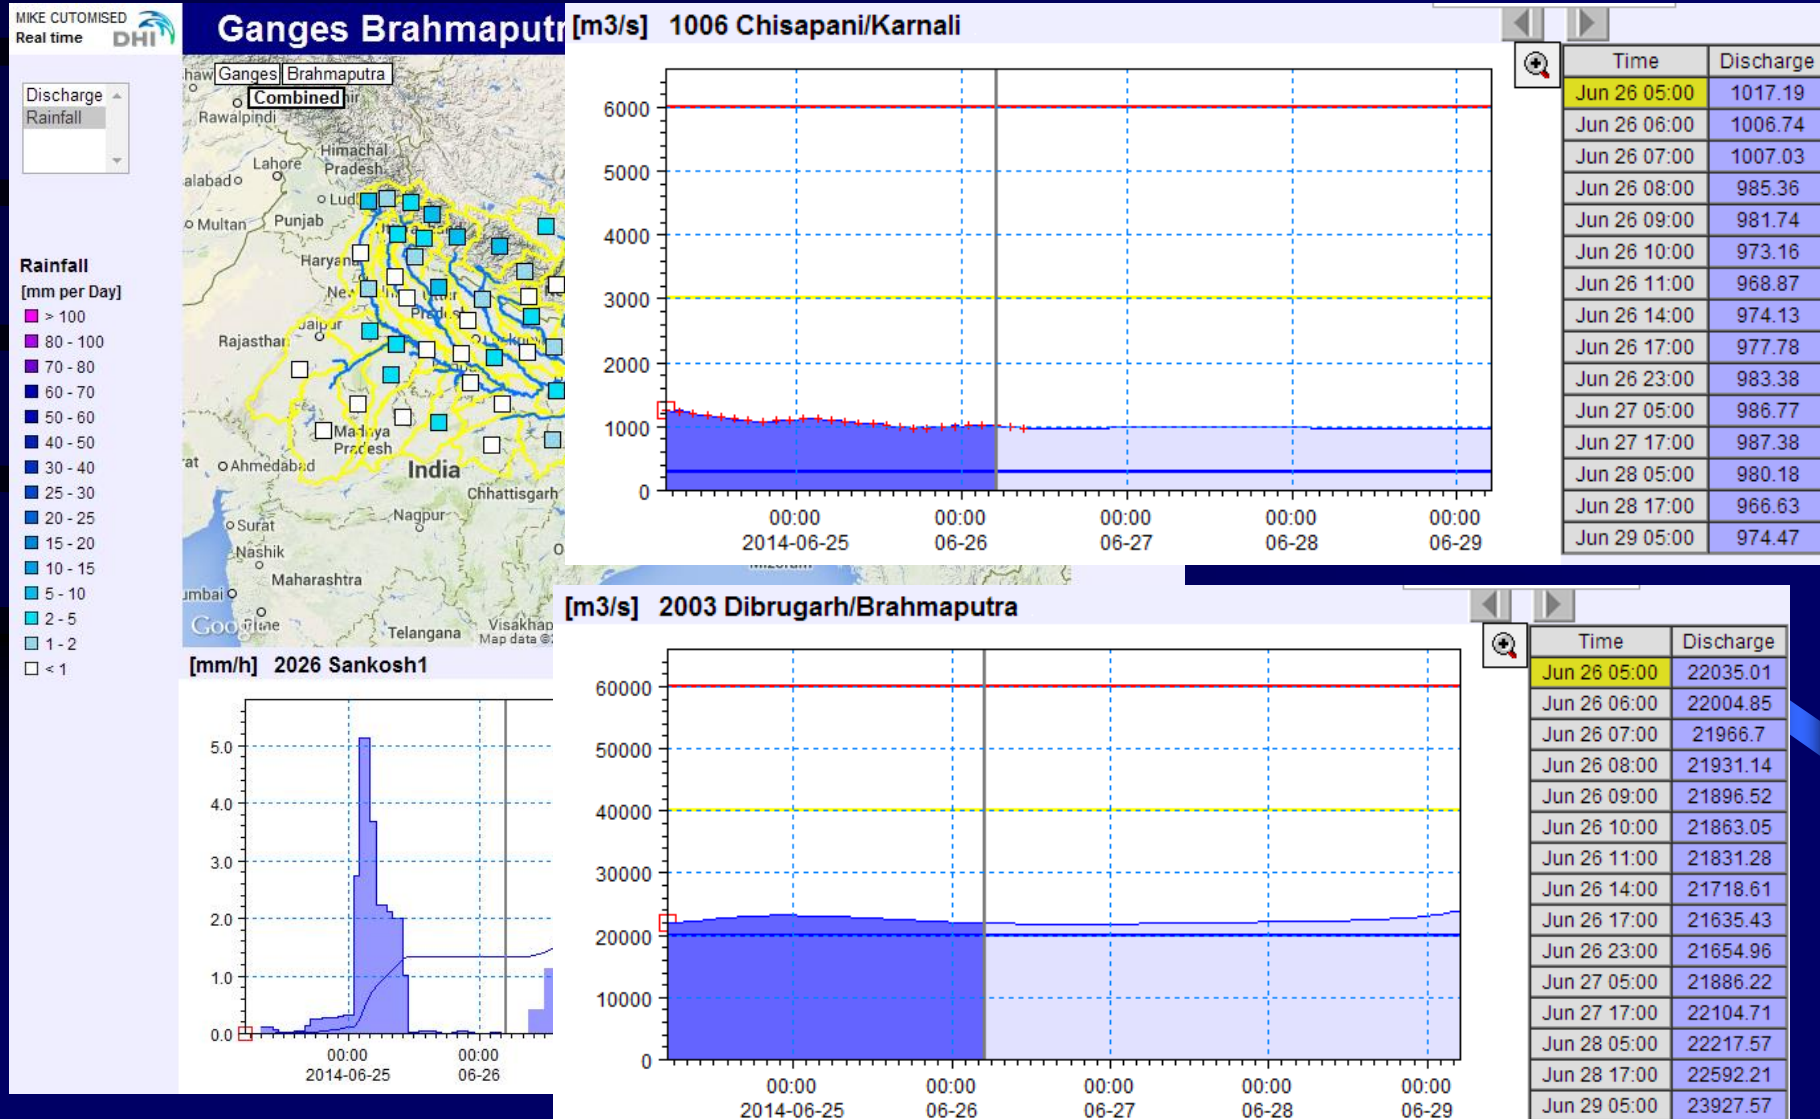 MIKE CUTOMISED
Real time
DHI
Ganges Brahmaputr
Discharge
Rainfall
Rainfall
[mm per Day]
> 100
80 - 100
70 - 80
60 - 70
50 - 60
40 - 50
30 - 40
25 - 30
20 - 25
15 - 20
10 - 15
5 - 10
2 - 5
1 - 2
< 1
Ganges Brahmaputra
Combined
Rawalpindi
Himachal
Pradesh
Lahore
Multan
Punjab
Haryana
Jaipur
Rajasthan
Madhya
Pradesh
Ahmedabad
India
Chhattisgarh
Nagpur
Surat
Nashik
Maharashtra
umbai
Google
Telangana
Visakhap
Map data ©
Mizoram
[m3/s] 1006 Chisapani/Karnali
6000
5000
4000
3000
2000
1000
0
00:00 00:00 00:00 00:00 00:00
2014-06-25 06-26 06-27 06-28 06-29
Time Discharge
Jun 26 05:00 1017.19
Jun 26 06:00 1006.74
Jun 26 07:00 1007.03
Jun 26 08:00 985.36
Jun 26 09:00 981.74
Jun 26 10:00 973.16
Jun 26 11:00 968.87
Jun 26 14:00 974.13
Jun 26 17:00 977.78
Jun 26 23:00 983.38
Jun 27 05:00 986.77
Jun 27 17:00 987.38
Jun 28 05:00 980.18
Jun 28 17:00 966.63
Jun 29 05:00 974.47
[mm/h] 2026 Sankosh1
5.0
4.0
3.0
2.0
1.0
0.0
00:00 00:00
2014-06-25 06-26
[m3/s] 2003 Dibrugarh/Brahmaputra
60000
50000
40000
30000
20000
10000
0
00:00 00:00 00:00 00:00 00:00
2014-06-25 06-26 06-27 06-28 06-29
Time Discharge
Jun 26 05:00 22035.01
Jun 26 06:00 22004.85
Jun 26 07:00 21966.7
Jun 26 08:00 21931.14
Jun 26 09:00 21896.52
Jun 26 10:00 21863.05
Jun 26 11:00 21831.28
Jun 26 14:00 21718.61
Jun 26 17:00 21635.43
Jun 26 23:00 21654.96
Jun 27 05:00 21886.22
Jun 27 17:00 22104.71
Jun 28 05:00 22217.57
Jun 28 17:00 22592.21
Jun 29 05:00 23927.57